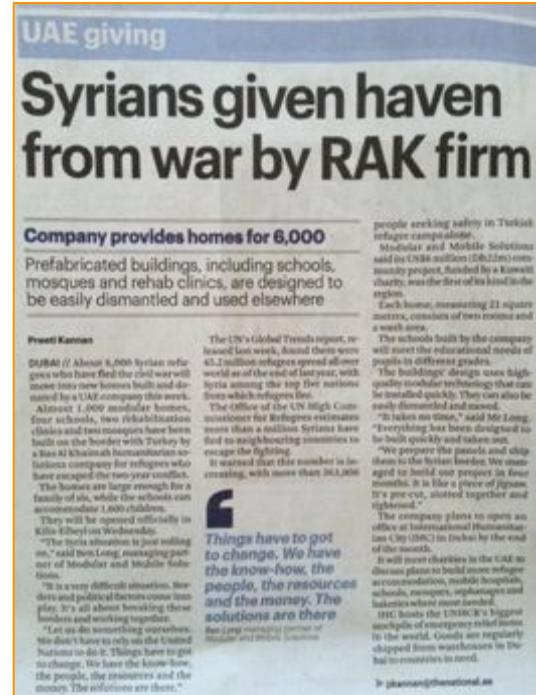 UAE giving
Syrians given haven
from war by RAK firm
Company provides homes for 6,000
Prefabricated buildings, including schools,
mosques and rehab clinics, are designed to
be easily dismantled and used elsewhere
Preeti Kannan
DUBAI // About 6,000 Syrian refu-
gees who have fled the civil war will
move into new homes built and do-
nated by a UAE company this week.
Almost 1,000 modular homes,
four schools, two rehabilitation
clinics and two mosques have been
built on the border with Turkey by
a Ras Al Khaimah humanitarian so-
lutions company for refugees who
have escaped the two-year conflict.
The homes are large enough for a
family of six, while the schools can
accommodate 1,600 children.
They will be opened officially in
on Wednesday.
"The Syria situation is just rolling
on," said Ben Long, managing part-
ner of Modular and Mobile Solu-
tions.
"It is a very difficult situation. Bor-
ders and political factors come into
play. It's all about breaking these
borders and working together.
"Let us do something ourselves.
We don't have to rely on the United
Nations to do it. Things have to got
to change. We have the know-how,
the people, the resources and the
money. The solutions are there."
The UN's Global Trends report, re-
leased last week, found there were
45.2 million refugees spread all over
world as of the end of last year, with
Syria among the top five nations
from which refugees flee.
The Office of the UN High Com-
missioner for Refugees estimates
more than a million Syrians have
fled to neighbouring countries to
escape the fighting.
It warned that this number is in-
creasing, with more than
Things have to got
to change. We have
the know-how, the
people, the resources
and the money. The
solutions are there
Ben Long managing partner of
Modular and Mobile Solutions
people seeking safety in Turkish
refugee camps alone.
Modular and Mobile Solutions
said its US$6 million (Dh22m) com-
munity project, funded by a Kuwaiti
charity, was the first of its kind in the
region.
Each home, measuring 21 square
metres, consists of two rooms and
a wash area.
The schools built by the company
will meet the educational needs of
pupils in different grades.
The buildings' design uses high-
quality modular technology that can
be installed quickly. They can also be
easily dismantled and moved.
"It takes no time," said Mr Long.
"Everything has been designed to
be built quickly and taken out.
"We prepare the panels and ship
them to the Syrian border. We man-
aged to build our project in four
months. It is like a piece of jigsaw.
It's pre-cut, slotted together and
tightened."
The company plans to open an
office at International Humanitar-
ian City (IHC) in Dubai by the end
of the month.
It will meet charities in the UAE to
discuss plans to build more refugee
accommodation, mobile hospitals,
schools, mosques, orphanages and
bakeries where most needed.
IHC hosts the UNHCR's biggest
stockpile of emergency relief items
in the world. Goods are regularly
shipped from warehouses in Du-
bai to countries in need.
pkannan@thenational.ae